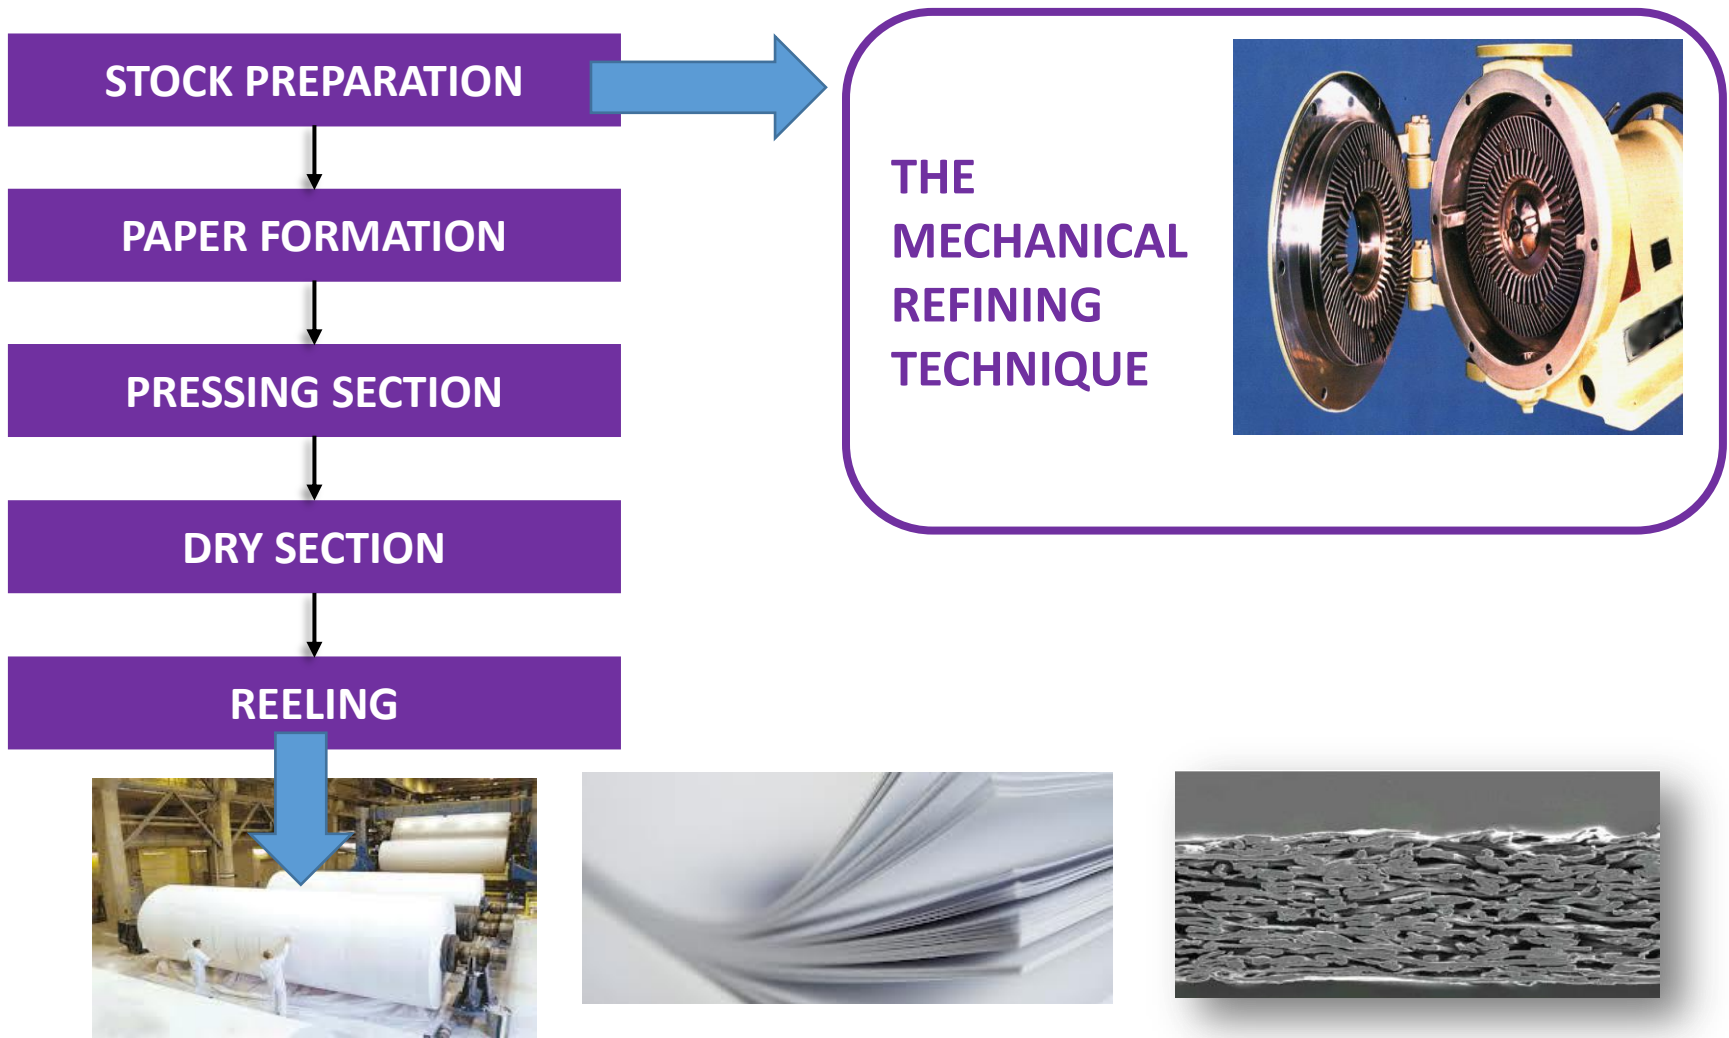 STOCK PREPARATION
PAPER FORMATION
PRESSING SECTION
DRY SECTION
REELING
THE
MECHANICAL
REFINING
TECHNIQUE